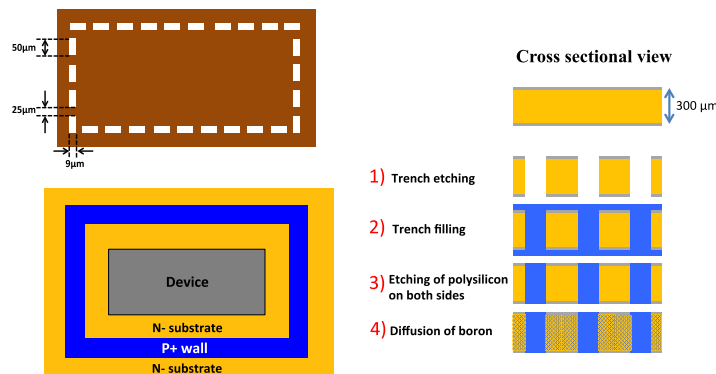 50µm
25µm
9µm
Device
N- substrate
P+ wall
N- substrate
Cross sectional view
300 µm
1) Trench etching
2) Trench filling
3) Etching of polysilicon
on both sides
4) Diffusion of boron